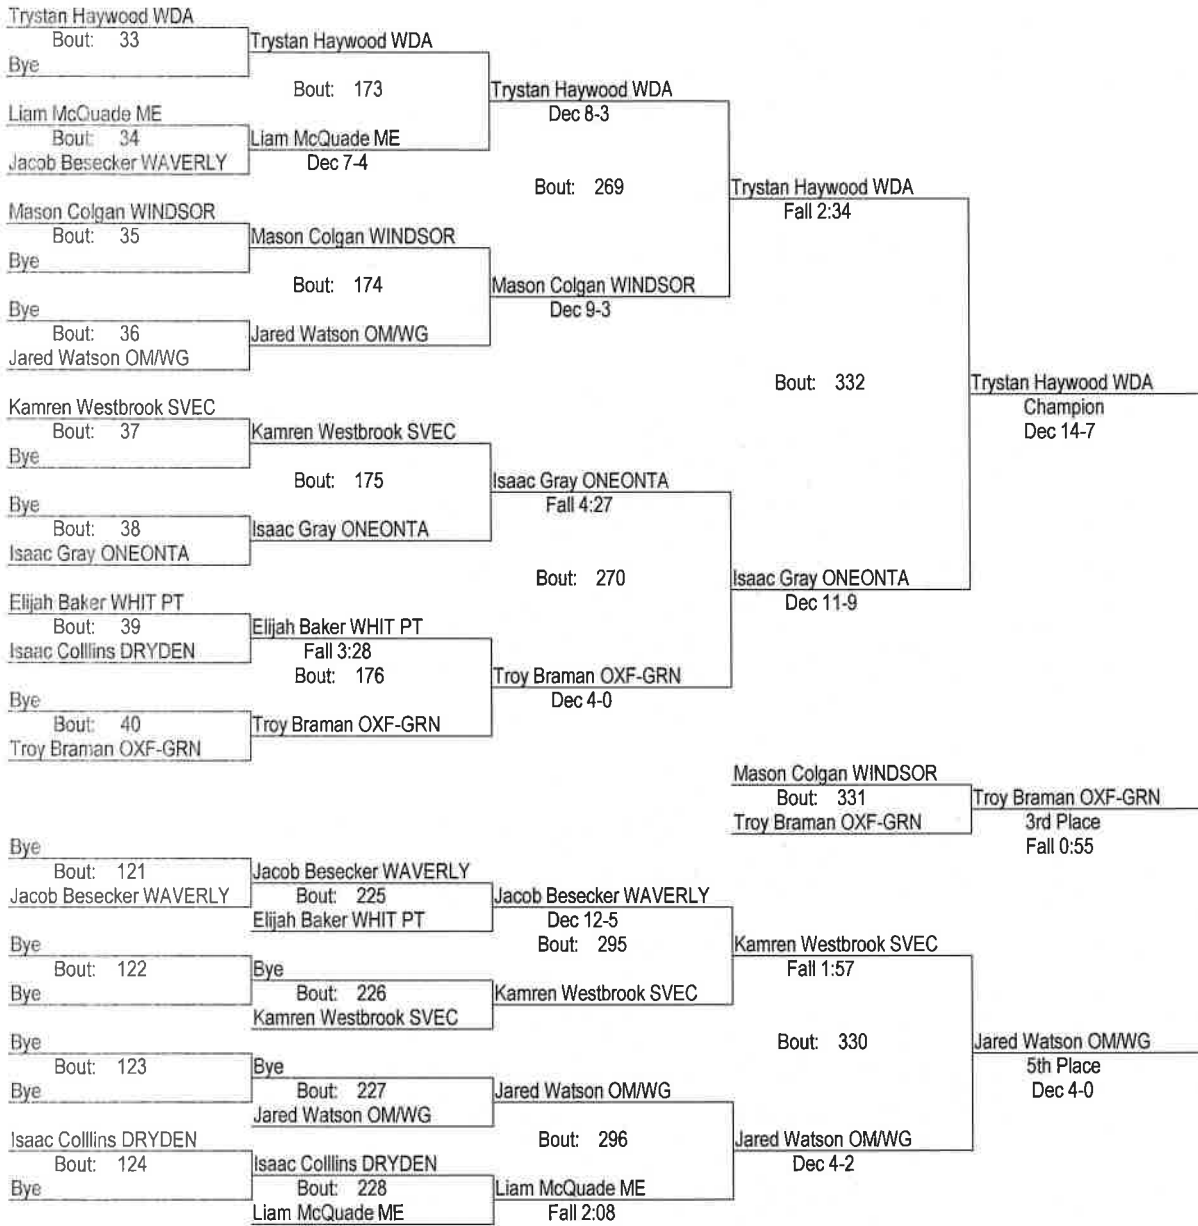 Trystan Haywood WDA
Bout: 33
Bye
Trystan Haywood WDA
Bout: 173
Liam McQuade ME
Bout: 34
Jacob Besecker WAVERLY
Liam McQuade ME
Dec 7-4
Trystan Haywood WDA
Dec 8-3
Bout: 269
Mason Colgan WINDSOR
Bout: 35
Bye
Mason Colgan WINDSOR
Bout: 174
Bye
Bout: 36
Jared Watson OM/WG
Jared Watson OM/WG
Mason Colgan WINDSOR
Dec 9-3
Trystan Haywood WDA
Fall 2:34
Bout: 332
Kamren Westbrook SVEC
Bout: 37
Bye
Kamren Westbrook SVEC
Bout: 175
Bye
Bout: 38
Isaac Gray ONEONTA
Isaac Gray ONEONTA
Isaac Gray ONEONTA
Fall 4:27
Bout: 270
Elijah Baker WHIT PT
Bout: 39
Isaac Colllins DRYDEN
Elijah Baker WHIT PT
Fall 3:28
Bout: 176
Bye
Bout: 40
Troy Braman OXF-GRN
Troy Braman OXF-GRN
Troy Braman OXF-GRN
Dec 4-0
Isaac Gray ONEONTA
Dec 11-9
Trystan Haywood WDA
Champion
Dec 14-7
Mason Colgan WINDSOR
Bout: 331
Troy Braman OXF-GRN
Troy Braman OXF-GRN
3rd Place
Fall 0:55
Bye
Bout: 121
Jacob Besecker WAVERLY
Jacob Besecker WAVERLY
Bout: 225
Elijah Baker WHIT PT
Jacob Besecker WAVERLY
Dec 12-5
Bout: 295
Bye
Bout: 122
Bye
Bye
Bout: 226
Kamren Westbrook SVEC
Kamren Westbrook SVEC
Kamren Westbrook SVEC
Fall 1:57
Bout: 330
Bye
Bout: 123
Bye
Bye
Bout: 227
Jared Watson OM/WG
Jared Watson OM/WG
Bout: 296
Isaac Colllins DRYDEN
Bout: 124
Bye
Isaac Colllins DRYDEN
Bout: 228
Liam McQuade ME
Liam McQuade ME
Fall 2:08
Jared Watson OM/WG
Dec 4-2
Jared Watson OM/WG
5th Place
Dec 4-0